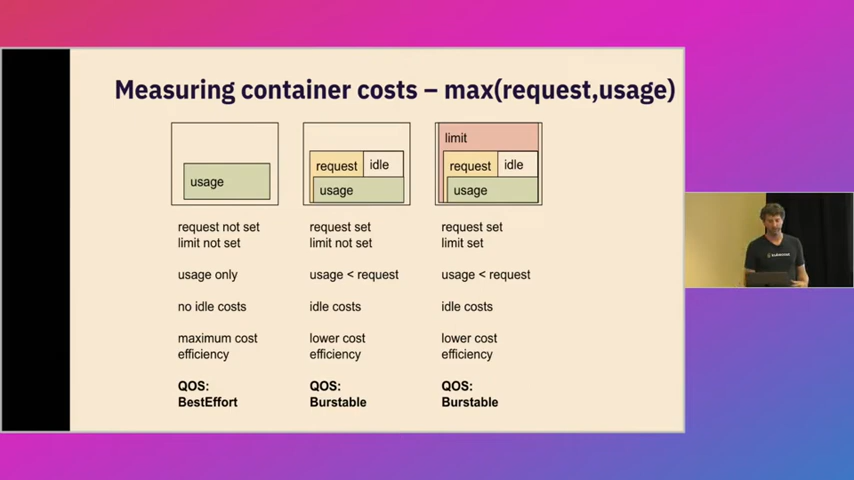 Measuring container costs – max(request,usage)
usage
request
idle
usage
limit
request
idle
usage
request not set
limit not set
usage only
no idle costs
maximum cost
efficiency
QOS:
BestEffort
request set
limit not set
usage < request
idle costs
lower cost
efficiency
QOS:
Burstable
request set
limit set
usage < request
idle costs
lower cost
efficiency
QOS:
Burstable